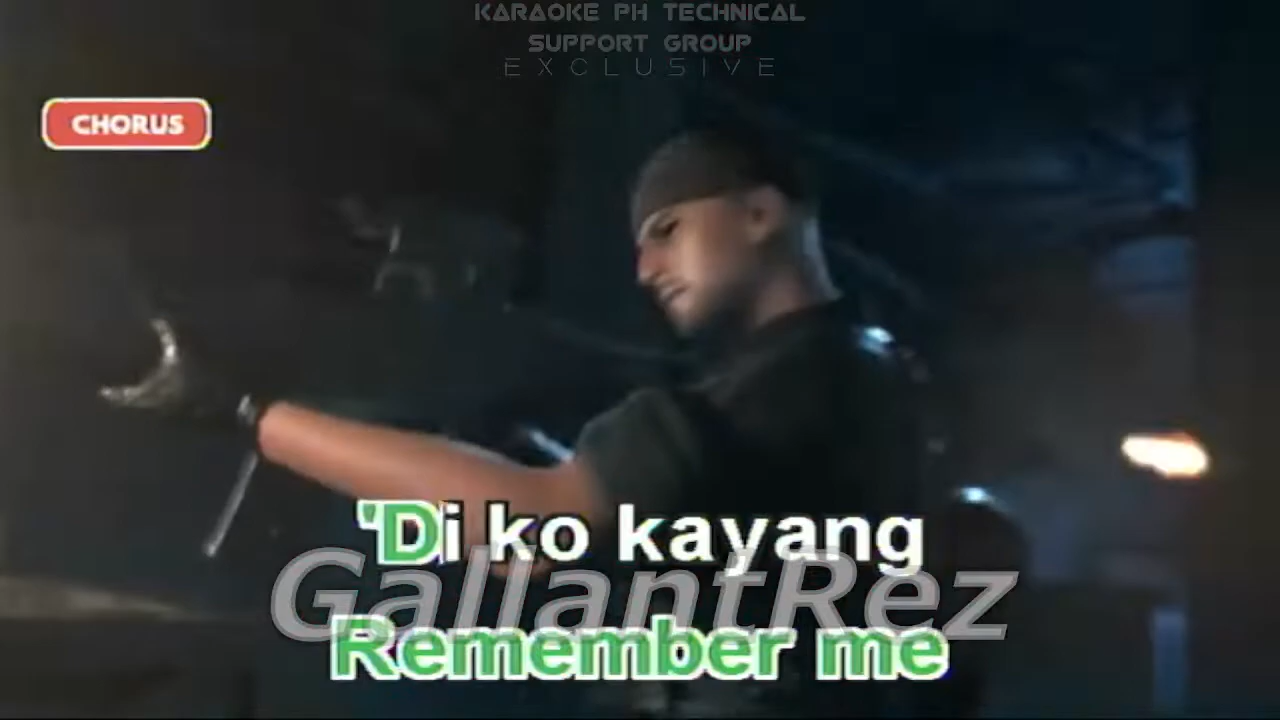 KARAOKE PH TECHNICAL
SUPPORT GROUP
EXCLUSIVE
CHORUS
'Di ko kayang
GallantRez
Remember me